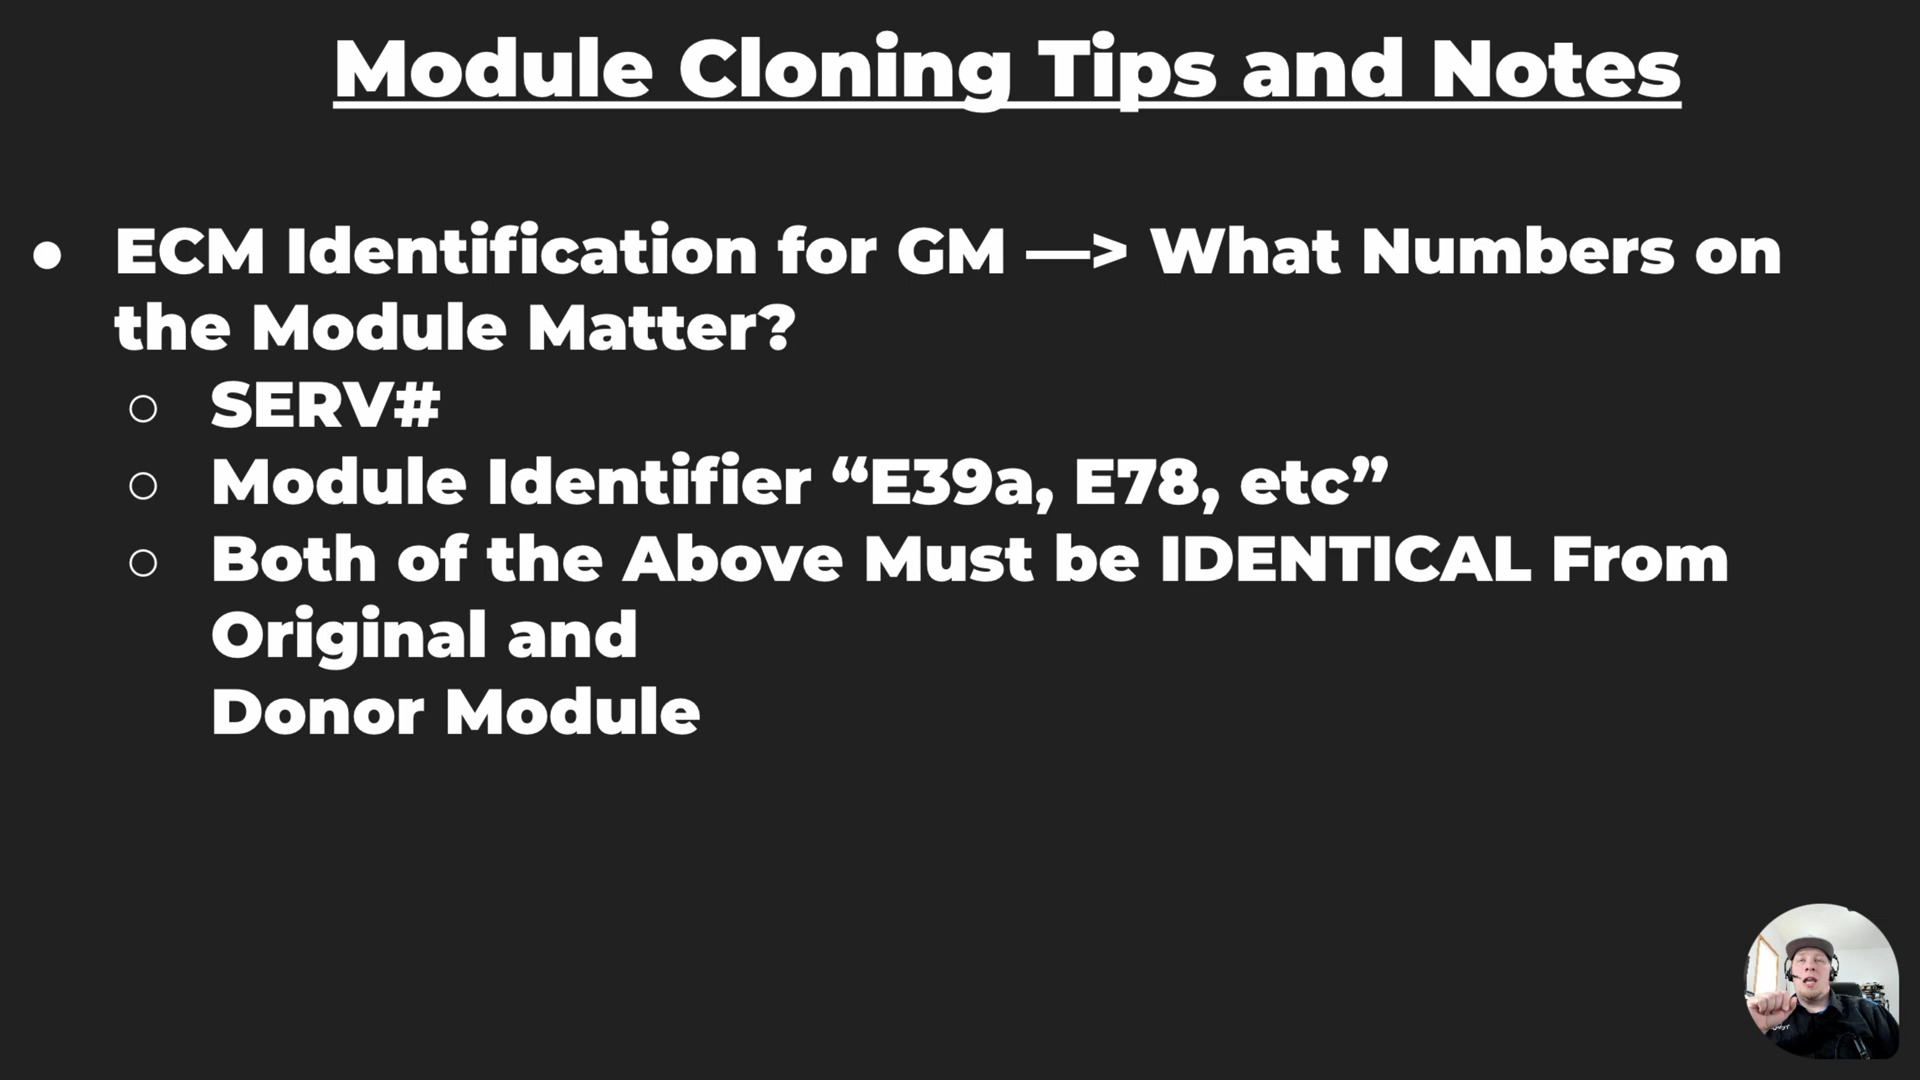 Module Cloning Tips and Notes
● ECM Identification for GM —> What Numbers on
the Module Matter?
○ SERV#
○ Module Identifier “E39a, E78, etc”
○ Both of the Above Must be IDENTICAL From
Original and
Donor Module